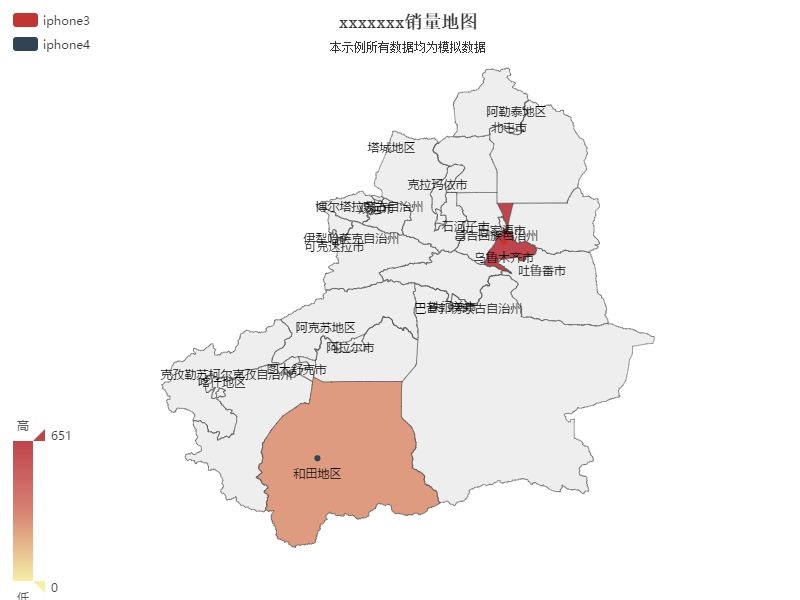 iphone3
iphone4
xxxxxxx销量地图
本示例所有数据均为模拟数据
阿勒泰地区
北屯市
塔城地区
克拉玛依市
博尔塔拉蒙古自治州
石河子市
五家渠市
昌吉回族自治州
伊犁哈萨克自治州
可克达拉市
乌鲁木齐市
吐鲁番市
巴音郭楞蒙古自治州
阿克苏地区
阿拉尔市
图木舒克市
克孜勒苏柯尔克孜自治州
喀什地区
和田地区
高
651
0
低